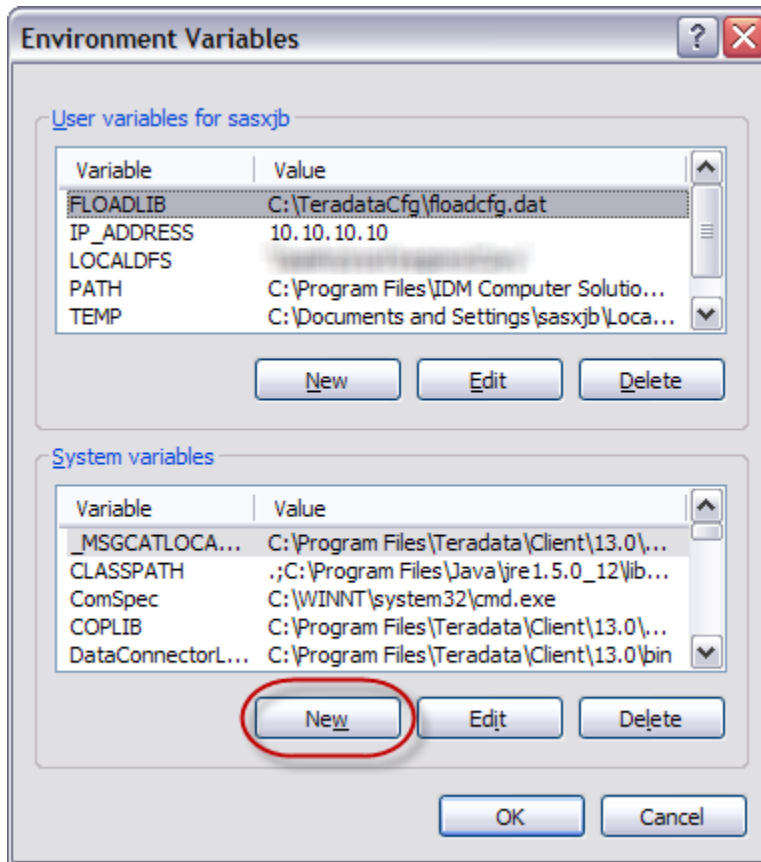 Environment Variables
User variables for sasxjb
Variable Value
FLOADLIB C:\TeradataCfg\floadcfg.dat
IP_ADDRESS 10.10.10.10
LOCALDFS
PATH C:\Program Files\IDM Computer Solutio...
TEMP C:\Documents and Settings\sasxjb\Loca...
New Edit Delete
System variables
Variable Value
_MSGCATLOCA... C:\Program Files\Teradata\Client\13.0\...
CLASSPATH .;C:\Program Files\Java\jre1.5.0_12\lib...
ComSpec C:\WINNT\system32\cmd.exe
COPLIB C:\Program Files\Teradata\Client\13.0\...
DataConnectorL... C:\Program Files\Teradata\Client\13.0\bin
New Edit Delete
OK Cancel